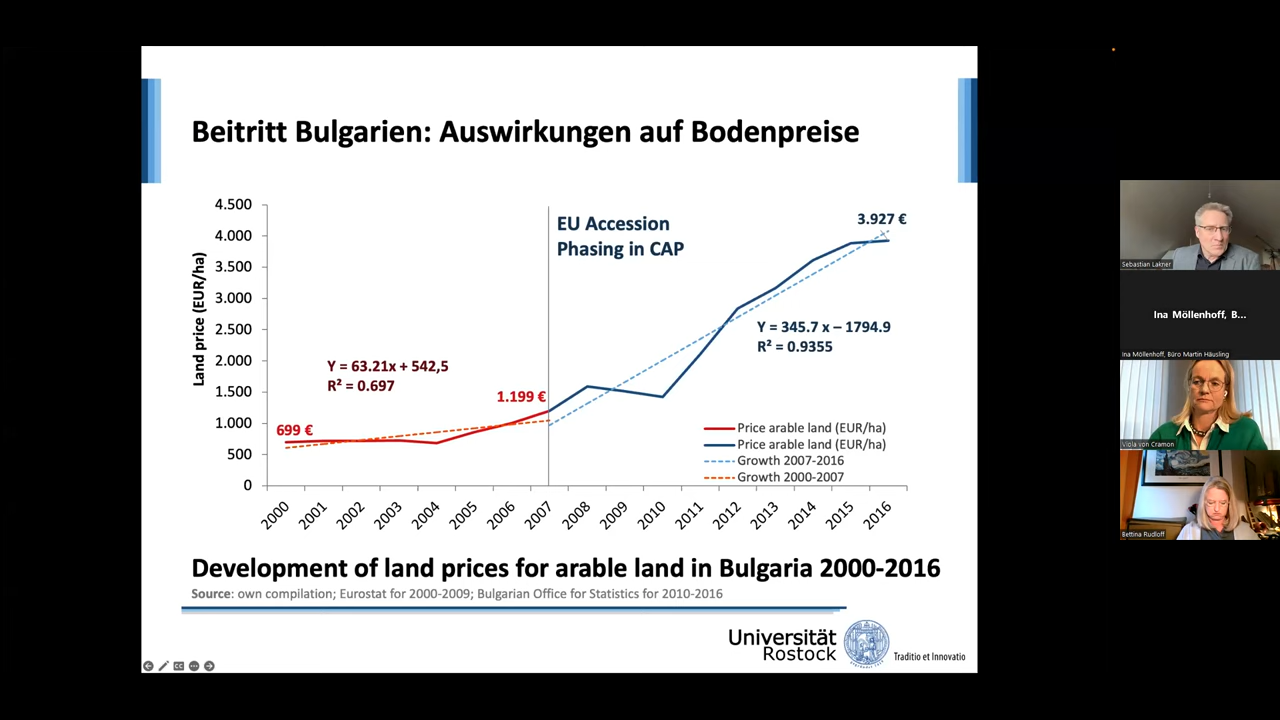 Beitritt Bulgarien: Auswirkungen auf Bodenpreise
Land price (EUR/ha)
4.500
4.000
3.500
3.000
2.500
2.000
1.500
1.000
500
0
EU Accession
Phasing in CAP
3.927 €
Y = 345.7 x – 1794.9
R² = 0.9355
Y = 63.21x + 542,5
R² = 0.697
1.199 €
699 €
Price arable land (EUR/ha)
Price arable land (EUR/ha)
Growth 2007-2016
Growth 2000-2007
2000
2001
2002
2003
2004
2005
2006
2007
2008
2009
2010
2011
2012
2013
2014
2015
2016
Development of land prices for arable land in Bulgaria 2000-2016
Source: own compilation; Eurostat for 2000-2009; Bulgarian Office for Statistics for 2010-2016
Universität
Rostock
Traditio et Innovatio
Sebastian Lakner
Ina Möllenhoff, B...
Ina Möllenhoff, Büro Martin Häusling
Viola von Cramon
Bettina Rudloff